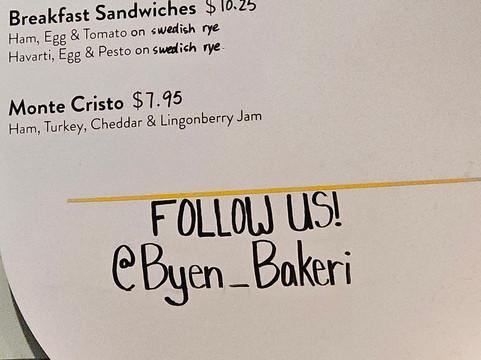 Breakfast Sandwiches $10.25
Ham, Egg & Tomato on swedish rye
Havarti, Egg & Pesto on swedish rye
Monte Cristo $7.95
Ham, Turkey, Cheddar & Lingonberry Jam
FOLLOW US!
@Byen_Bakeri